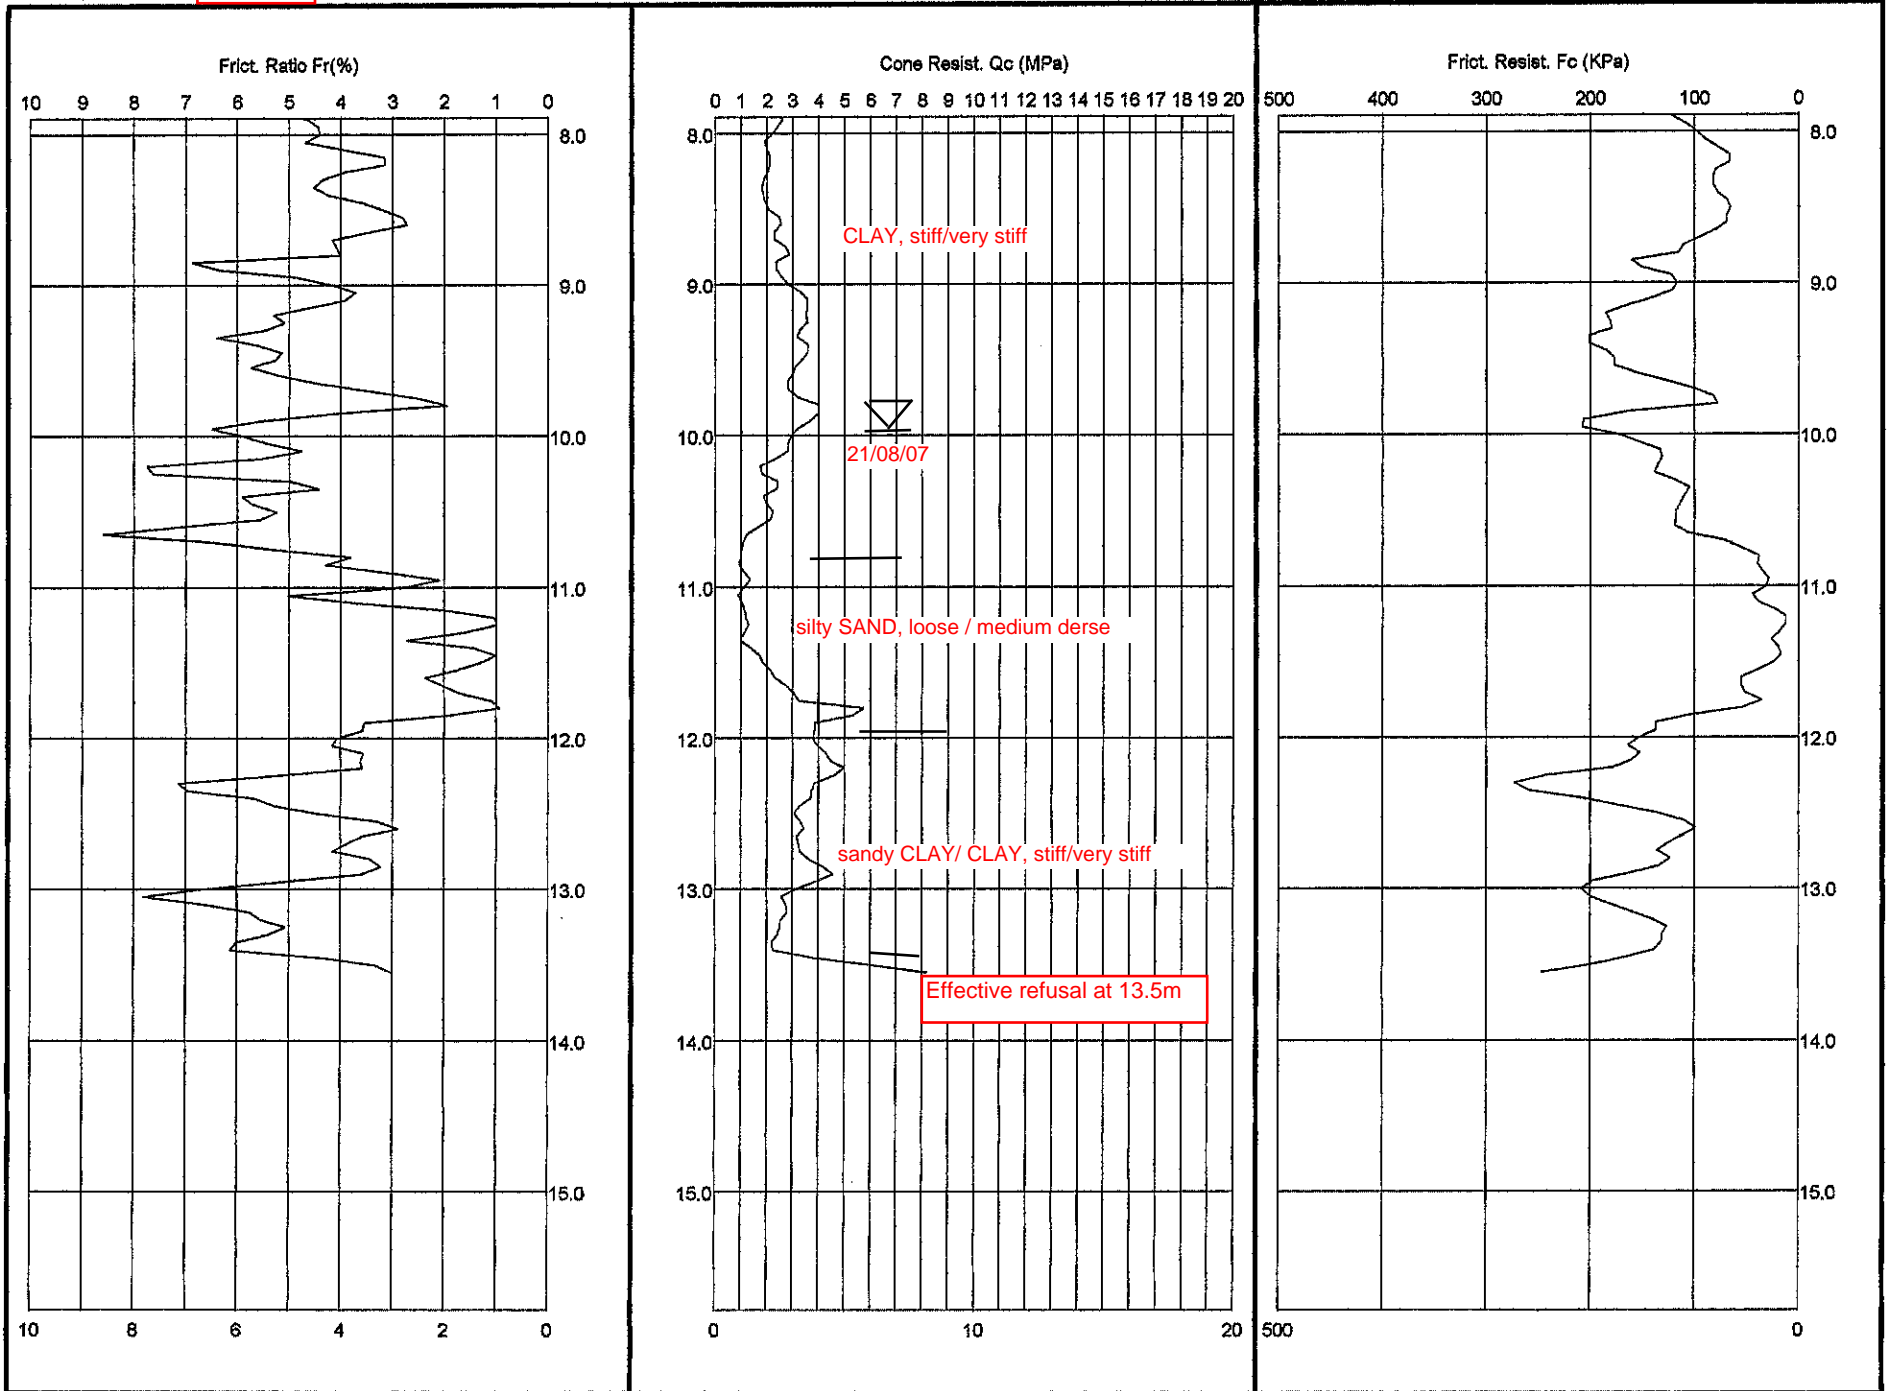 Frict. Ratio Fr(%)
10 9 8 7 6 5 4 3 2 1 0
8.0
9.0
10.0
11.0
12.0
13.0
14.0
15.0
10 8 6 4 2 0
Cone Resist. Qc (MPa)
0 1 2 3 4 5 6 7 8 9 10 11 12 13 14 15 16 17 18 19 20
8.0
CLAY, stiff/very stiff
9.0
10.0
21/08/07
11.0
silty SAND, loose / medium derse
12.0
sandy CLAY/ CLAY, stiff/very stiff
13.0
Effective refusal at 13.5m
14.0
15.0
0 10 20
Frict. Resist. Fc (KPa)
500 400 300 200 100 0
8.0
9.0
10.0
11.0
12.0
13.0
14.0
15.0
500 0